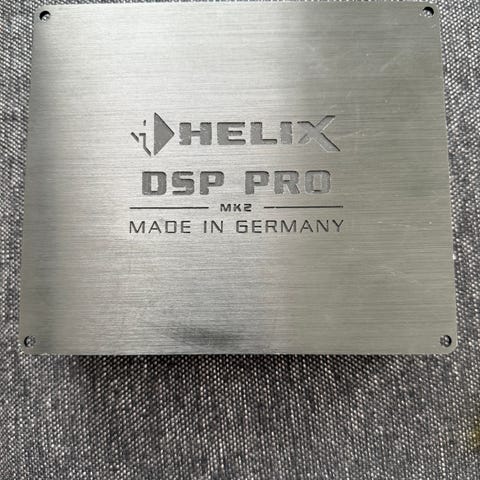 HELIX
DSP PRO
MK2
MADE IN GERMANY